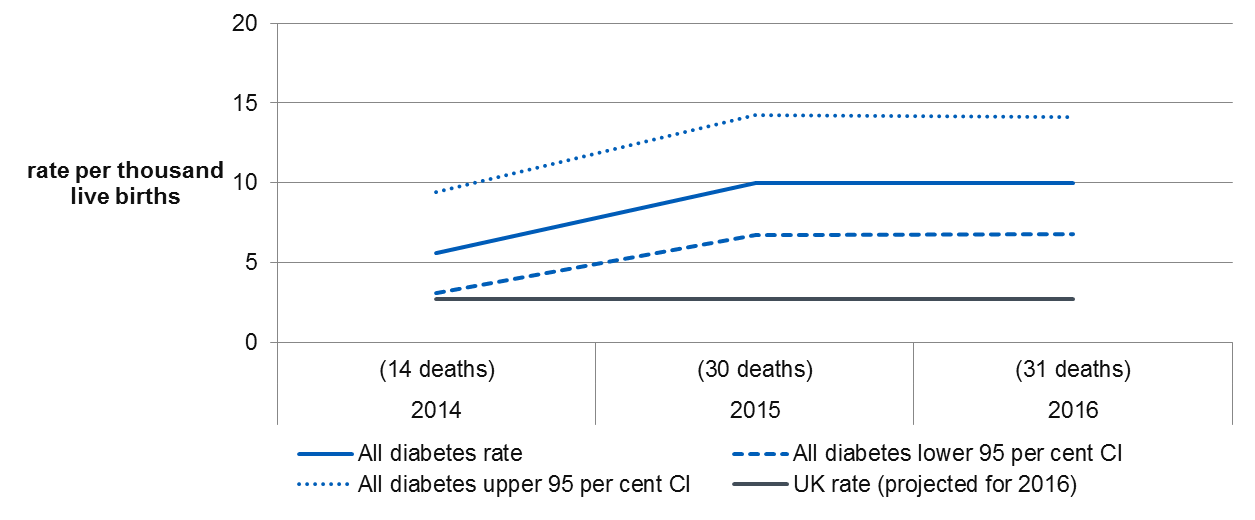 20
15
rate per thousand
live births
10
5
0
(14 deaths) (30 deaths) (31 deaths)
2014 2015 2016
All diabetes rate All diabetes lower 95 per cent CI
All diabetes upper 95 per cent CI UK rate (projected for 2016)